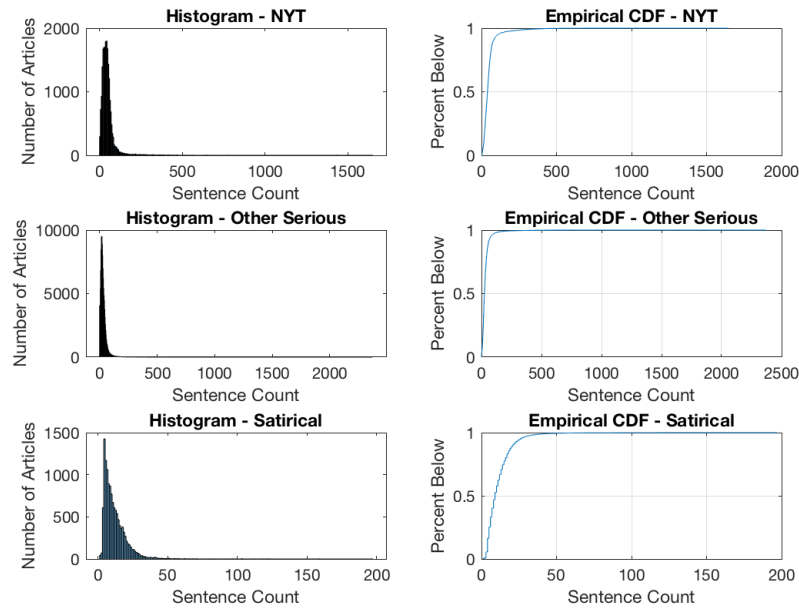 Histogram - NYT
Number of Articles
2000
1000
0
0 500 1000 1500
Sentence Count
Empirical CDF - NYT
Percent Below
1
0.5
0
0 500 1000 1500 2000
Sentence Count
Histogram - Other Serious
Number of Articles
10000
5000
0
0 500 1000 1500 2000
Sentence Count
Empirical CDF - Other Serious
Percent Below
1
0.5
0
0 500 1000 1500 2000 2500
Sentence Count
Histogram - Satirical
Number of Articles
1500
1000
500
0
0 50 100 150 200
Sentence Count
Empirical CDF - Satirical
Percent Below
1
0.5
0
0 50 100 150 200
Sentence Count